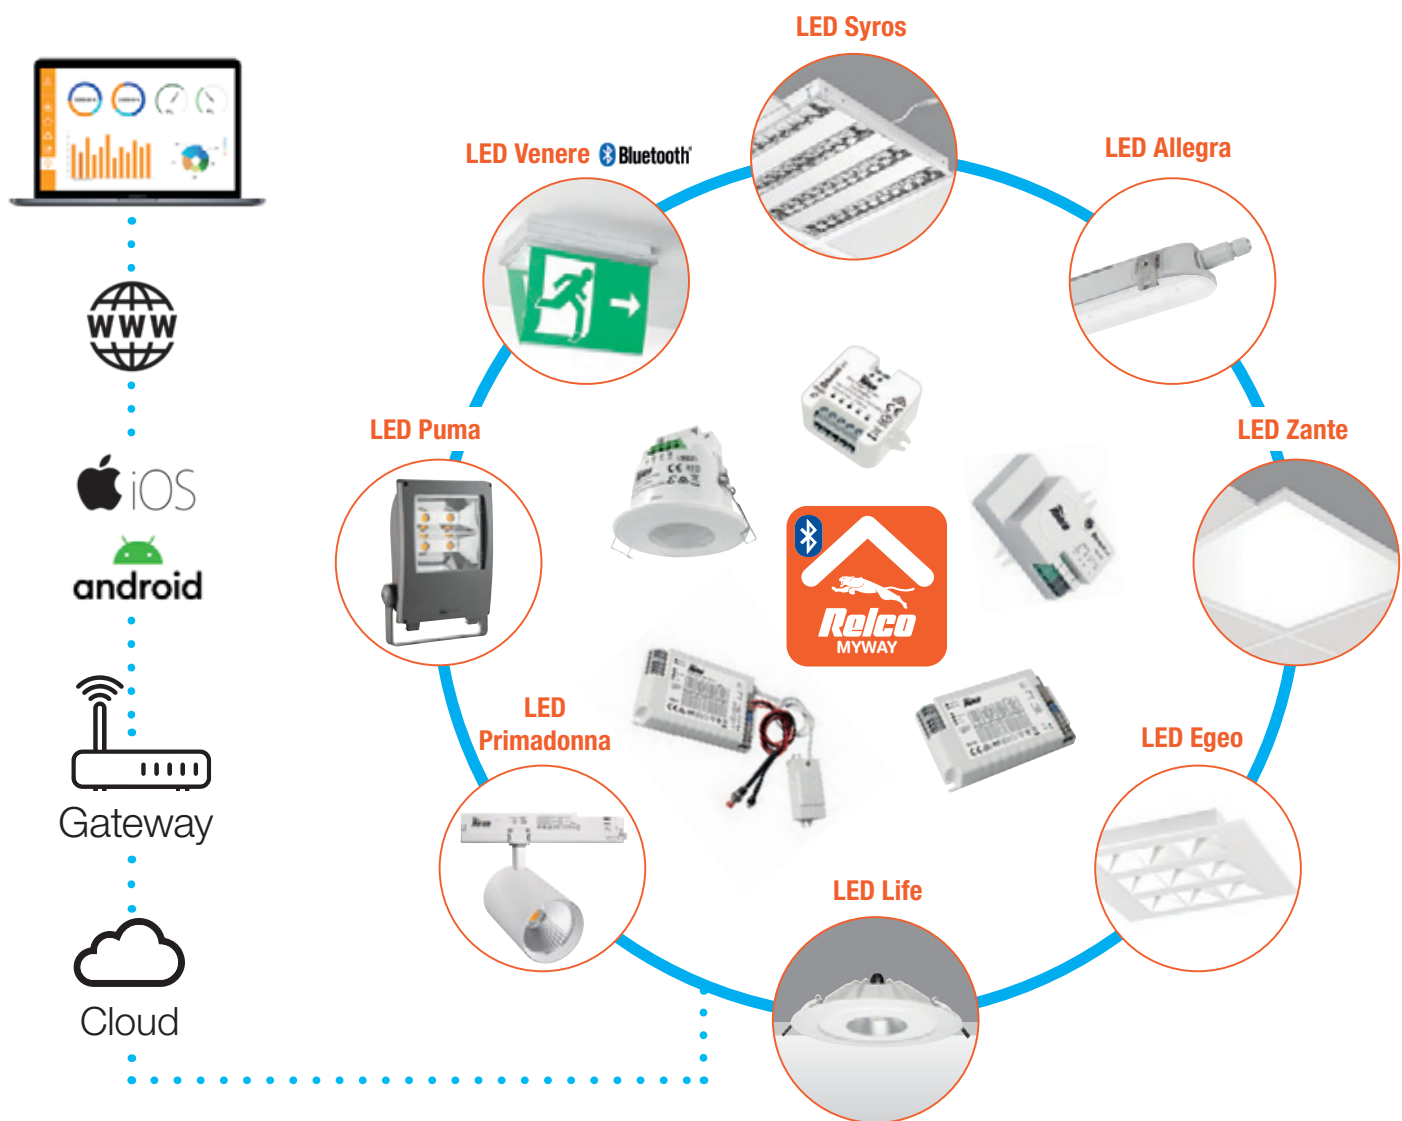 LED Syros
LED Venere Bluetooth®
LED Allegra
WWW
LED Puma
LED Zante
iOS
android
Relco
MYWAY
LED
Primadonna
LED Egeo
Gateway
LED Life
Cloud